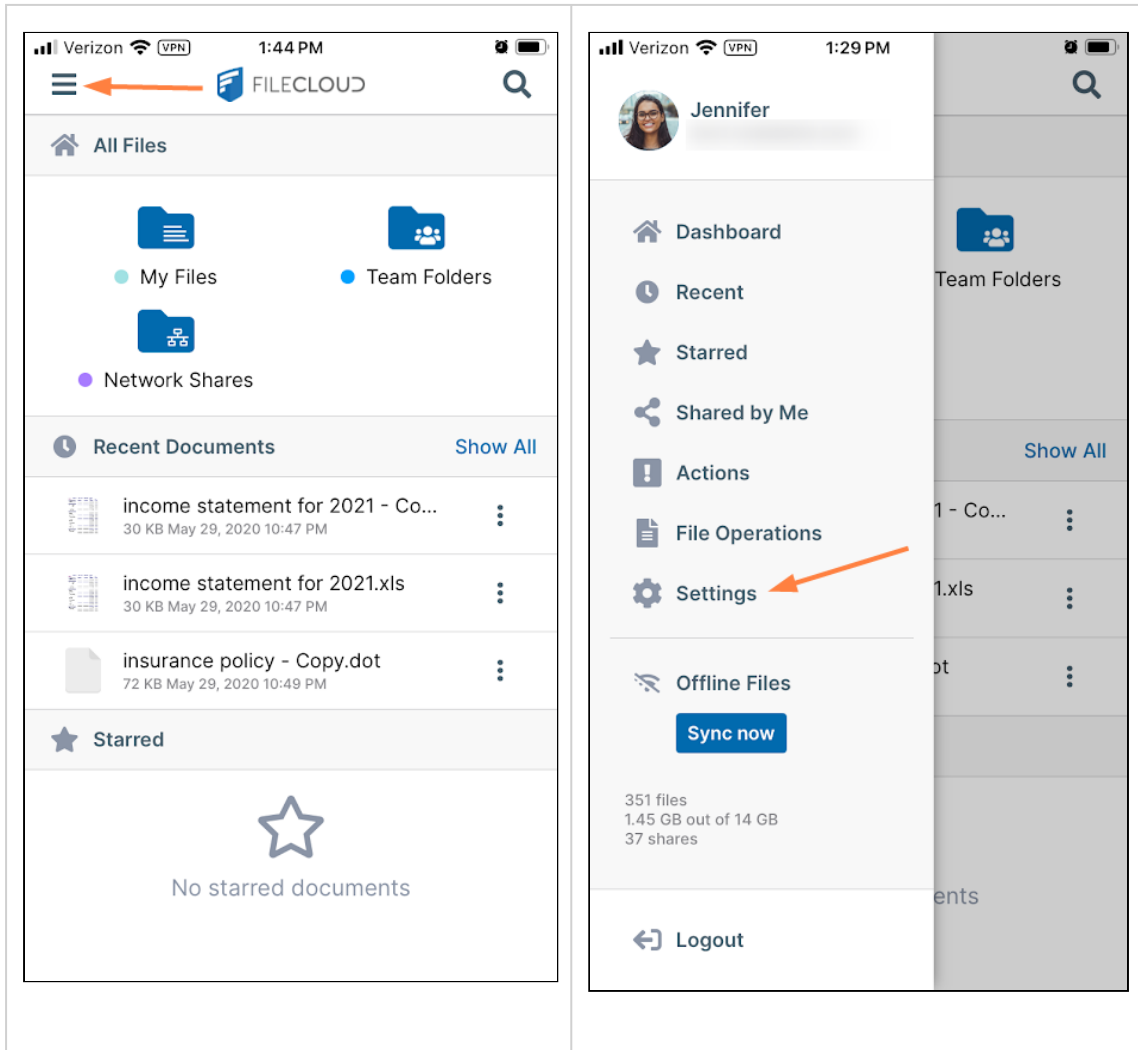 Verizon VPN 1:44 PM
FILECLOUD
All Files
My Files
Team Folders
Network Shares
Recent Documents Show All
income statement for 2021 - Co...
30 KB May 29, 2020 10:47 PM
income statement for 2021.xls
30 KB May 29, 2020 10:47 PM
insurance policy - Copy.dot
72 KB May 29, 2020 10:49 PM
Starred
No starred documents
Verizon VPN 1:29 PM
Jennifer
Dashboard
Recent
Starred
Shared by Me
Actions
File Operations
Settings
Offline Files
Sync now
351 files
1.45 GB out of 14 GB
37 shares
Logout
Team Folders
Show All
1 - Co...
1.xls
ot
ents